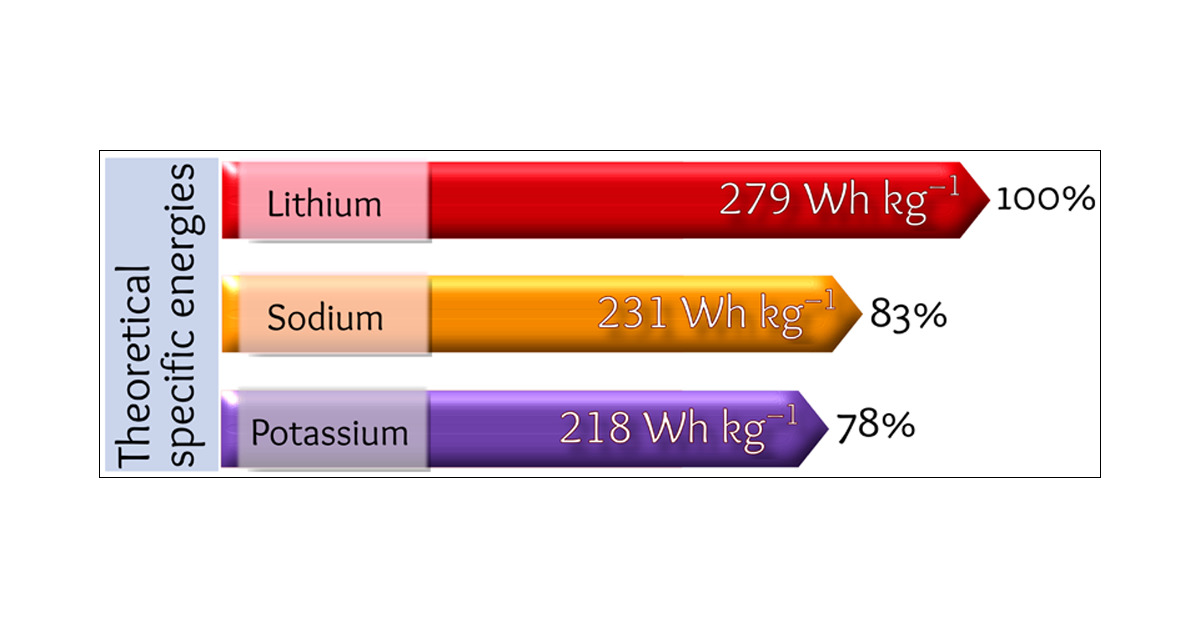 Theoretical
specific energies
Lithium 279 Wh kg⁻¹ 100%
Sodium 231 Wh kg⁻¹ 83%
Potassium 218 Wh kg⁻¹ 78%